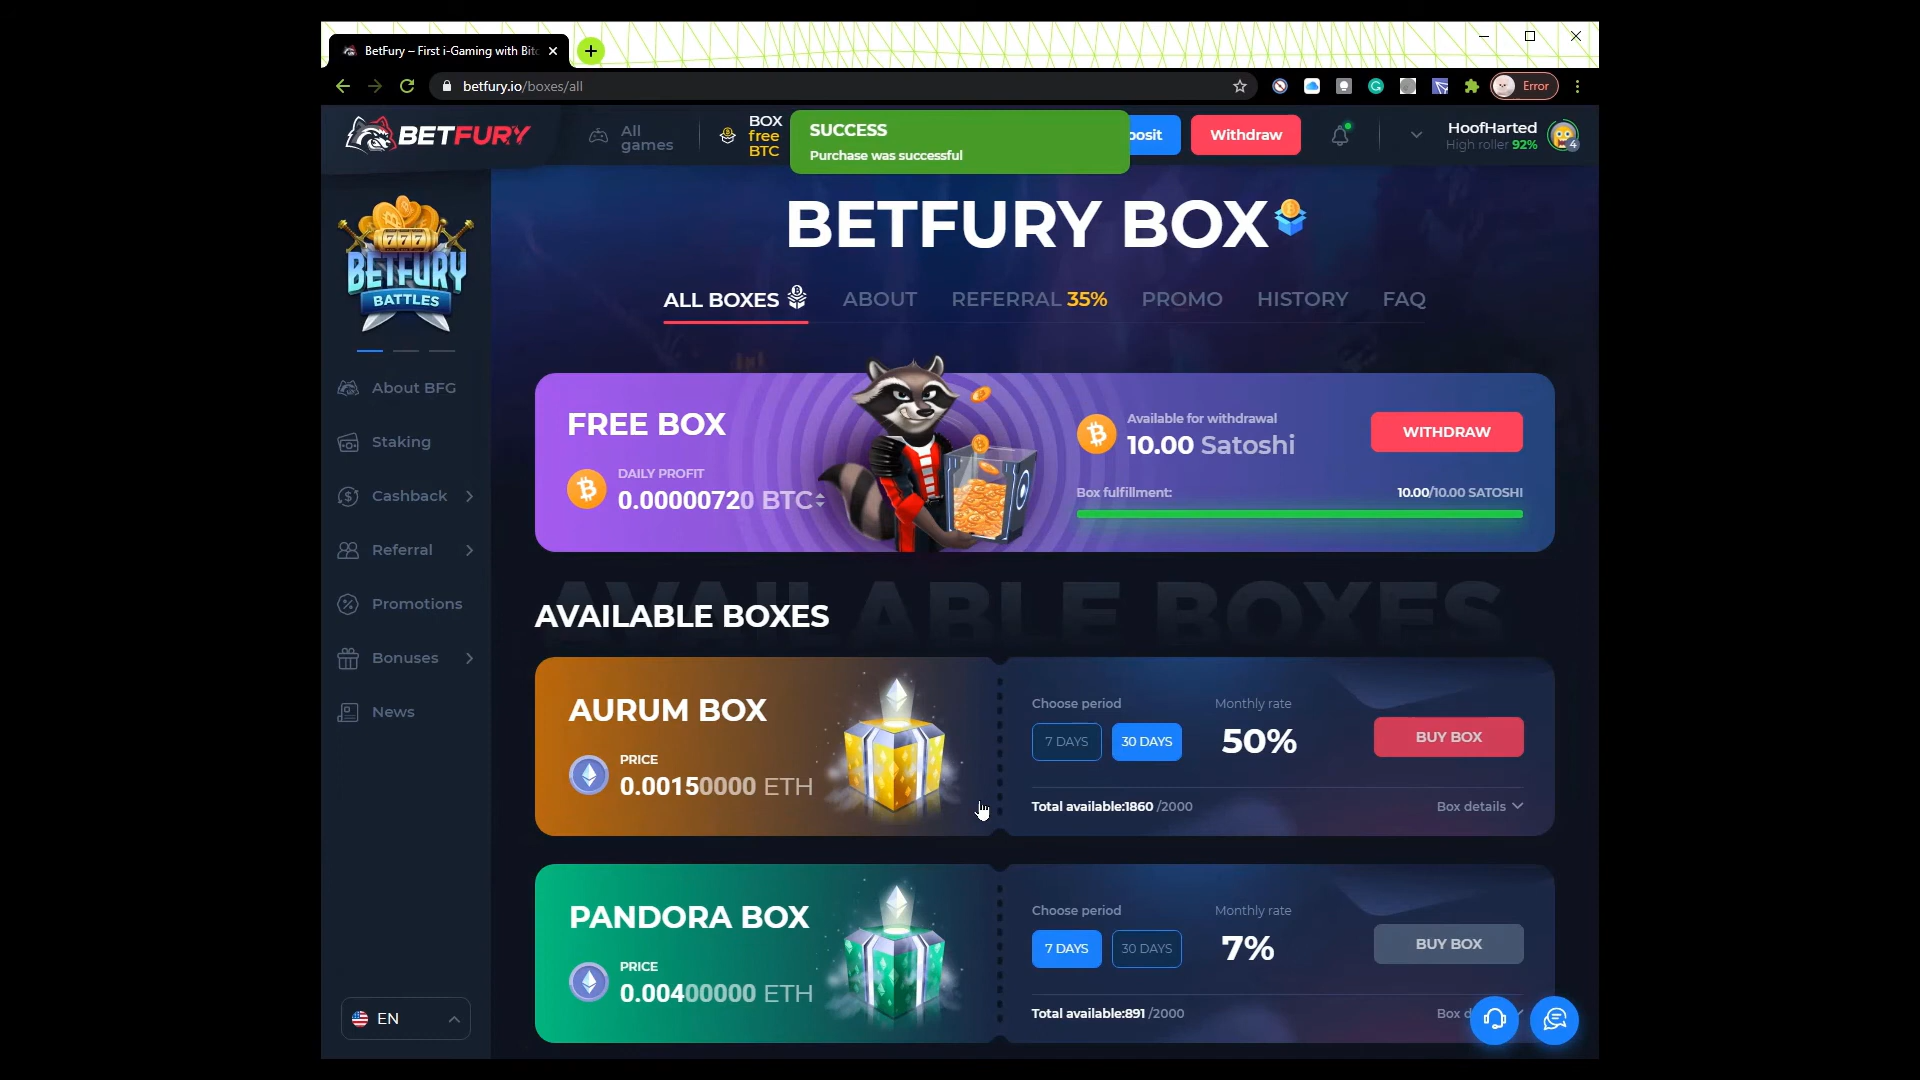 BetFury – First i-Gaming with Bitc
betfury.io/boxes/all
Error
BETFURY
All games
BOX free BTC
SUCCESS
Purchase was successful
posit
Withdraw
HoofHarted
High roller 92%
4
777
BETFURY
BATTLES
About BFG
Staking
Cashback
Referral
Promotions
Bonuses
News
EN
BETFURY BOX
ALL BOXES
ABOUT
REFERRAL 35%
PROMO
HISTORY
FAQ
FREE BOX
DAILY PROFIT
0.00000720 BTC
Available for withdrawal
10.00 Satoshi
WITHDRAW
Box fulfillment:
10.00/10.00 SATOSHI
AVAILABLE BOXES
AVAILABLE BOXES
AURUM BOX
PRICE
0.00150000 ETH
Choose period
7 DAYS
30 DAYS
Monthly rate
50%
BUY BOX
Total available:1860 /2000
Box details
PANDORA BOX
PRICE
0.00400000 ETH
Choose period
7 DAYS
30 DAYS
Monthly rate
7%
BUY BOX
Total available:891 /2000
Box d